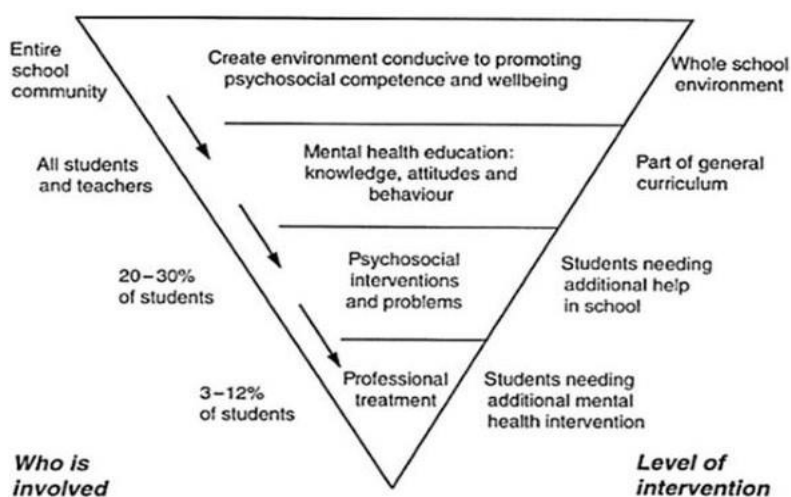 Entire
school
community
Create environment conducive to promoting
psychosocial competence and wellbeing
Whole school
environment
All students
and teachers
Mental health education:
knowledge, attitudes and
behaviour
Part of general
curriculum
20–30%
of students
Psychosocial
interventions
and problems
Students needing
additional help
in school
3–12%
of students
Professional
treatment
Students needing
additional mental
health intervention
Who is
involved
Level of
intervention